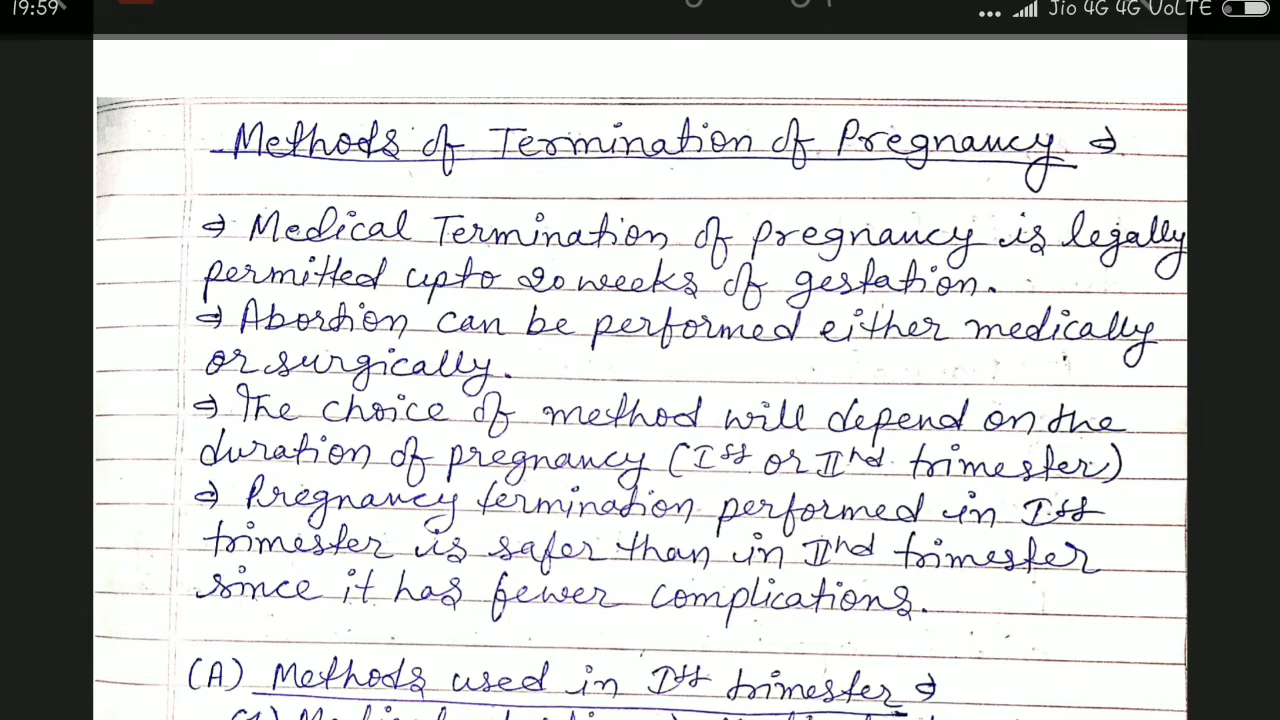 19:59
... Jio 4G 4G VoLTE
Methods of Termination of Pregnancy ⇒
⇒ Medical Termination of pregnancy is legally
permitted upto 20 weeks of gestation.
⇒ Abortion can be performed either medically
or surgically.
⇒ The choice of method will depend on the
duration of pregnancy (Ist or IInd trimester)
⇒ Pregnancy termination performed in Ist
trimester is safer than in IInd trimester
since it has fewer complications.
(A) Methods used in Ist trimester ⇒